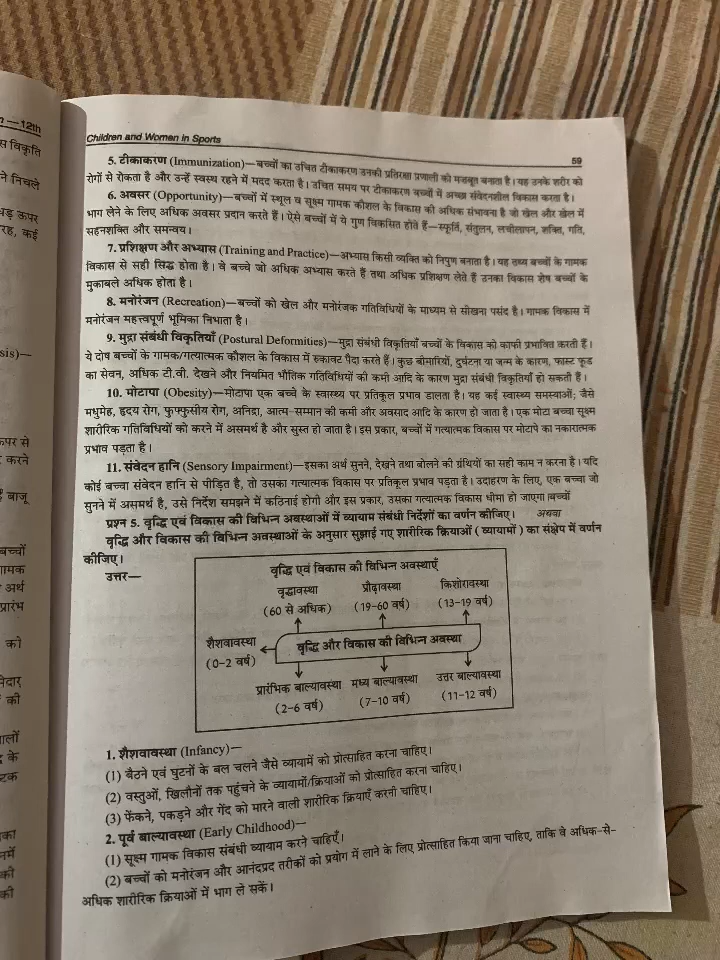 n —12th
स विकृति
ने निचले
धड़ ऊपर
रह, कई
sis)—
ऊपर से
करने
बाजू
बच्चों
गामक
अर्थ
प्रारंभ
को
की
के
की
की
Children and Women in Sports
59
5. टीकाकरण (Immunization)—बच्चों का उचित टीकाकरण उनकी प्रतिरक्षा प्रणाली को मजबूत बनाता है। यह उनके शरीर को
रोगों से रोकता है और उन्हें स्वस्थ रहने में मदद करता है। उचित समय पर टीकाकरण बच्चों में अच्छा संवेदनशील विकास करता है।
6. अवसर (Opportunity)—बच्चों में स्थूल व सूक्ष्म गामक कौशल के विकास की अधिक संभावना है जो खेल और खेल में
भाग लेने के लिए अधिक अवसर प्रदान करते हैं। ऐसे बच्चों में ये गुण विकसित होते हैं—स्फूर्ति, संतुलन, लचीलापन, शक्ति, गति,
सहनशक्ति और समन्वय।
7. प्रशिक्षण और अभ्यास (Training and Practice)—अभ्यास किसी व्यक्ति को निपुण बनाता है। यह तथ्य बच्चों के गामक
विकास से सही सिद्ध होता है। वे बच्चे जो अधिक अभ्यास करते हैं तथा अधिक प्रशिक्षण लेते हैं उनका विकास शेष बच्चों के
मुकाबले अधिक होता है।
8. मनोरंजन (Recreation)—बच्चों को खेल और मनोरंजक गतिविधियों के माध्यम से सीखना पसंद है। गामक विकास में
मनोरंजन महत्त्वपूर्ण भूमिका निभाता है।
9. मुद्रा संबंधी विकृतियाँ (Postural Deformities)—मुद्रा संबंधी विकृतियाँ बच्चों के विकास को काफी प्रभावित करती हैं।
ये दोष बच्चों के गामक/गत्यात्मक कौशल के विकास में रुकावट पैदा करते हैं। कुछ बीमारियाँ, दुर्घटना या जन्म के कारण, फास्ट फूड
का सेवन, अधिक टी.वी. देखने और नियमित भौतिक गतिविधियों की कमी आदि के कारण मुद्रा संबंधी विकृतियाँ हो सकती हैं।
10. मोटापा (Obesity)—मोटापा एक बच्चे के स्वास्थ्य पर प्रतिकूल प्रभाव डालता है। यह कई स्वास्थ्य समस्याओं; जैसे
मधुमेह, हृदय रोग, फुफ्फुसीय रोग, अनिद्रा, आत्म-सम्मान की कमी और अवसाद आदि के कारण हो जाता है। एक मोटा बच्चा सूक्ष्म
शारीरिक गतिविधियों को करने में असमर्थ है और सुस्त हो जाता है। इस प्रकार, बच्चों में गत्यात्मक विकास पर मोटापे का नकारात्मक
प्रभाव पड़ता है।
11. संवेदन हानि (Sensory Impairment)—इसका अर्थ सुनने, देखने तथा बोलने की ग्रंथियों का सही काम न करना है। यदि
कोई बच्चा संवेदन हानि से पीड़ित है, तो उसका गत्यात्मक विकास पर प्रतिकूल प्रभाव पड़ता है। उदाहरण के लिए, एक बच्चा जो
सुनने में असमर्थ है, उसे निर्देश समझने में कठिनाई होगी और इस प्रकार, उसका गत्यात्मक विकास धीमा हो जाएगा।बच्चों
प्रश्न 5. वृद्धि एवं विकास की विभिन्न अवस्थाओं में व्यायाम संबंधी निर्देशों का वर्णन कीजिए। अथवा
वृद्धि और विकास की विभिन्न अवस्थाओं के अनुसार सुझाई गए शारीरिक क्रियाओं ( व्यायामों ) का संक्षेप में वर्णन
कीजिए।
उत्तर—
वृद्धि एवं विकास की विभिन्न अवस्थाएँ
वृद्धावस्था प्रौढ़ावस्था किशोरावस्था
(60 से अधिक) (19-60 वर्ष) (13-19 वर्ष)
शैशवावस्था
(0-2 वर्ष)
वृद्धि और विकास की विभिन्न अवस्था
प्रारंभिक बाल्यावस्था मध्य बाल्यावस्था उत्तर बाल्यावस्था
(2-6 वर्ष) (7-10 वर्ष) (11-12 वर्ष)
1. शैशवावस्था (Infancy)—
(1) बैठने एवं घुटनों के बल चलने जैसे व्यायामें को प्रोत्साहित करना चाहिए।
(2) वस्तुओं, खिलौनों तक पहुंचने के व्यायामों/क्रियाओं को प्रोत्साहित करना चाहिए।
(3) फेंकने, पकड़ने और गेंद को मारने वाली शारीरिक क्रियाएँ करनी चाहिए।
2. पूर्व बाल्यावस्था (Early Childhood)—
(1) सूक्ष्म गामक विकास संबंधी व्यायाम करने चाहिएँ।
(2) बच्चों को मनोरंजन और आनंदप्रद तरीकों को प्रयोग में लाने के लिए प्रोत्साहित किया जाना चाहिए, ताकि वे अधिक-से-
अधिक शारीरिक क्रियाओं में भाग ले सकें।